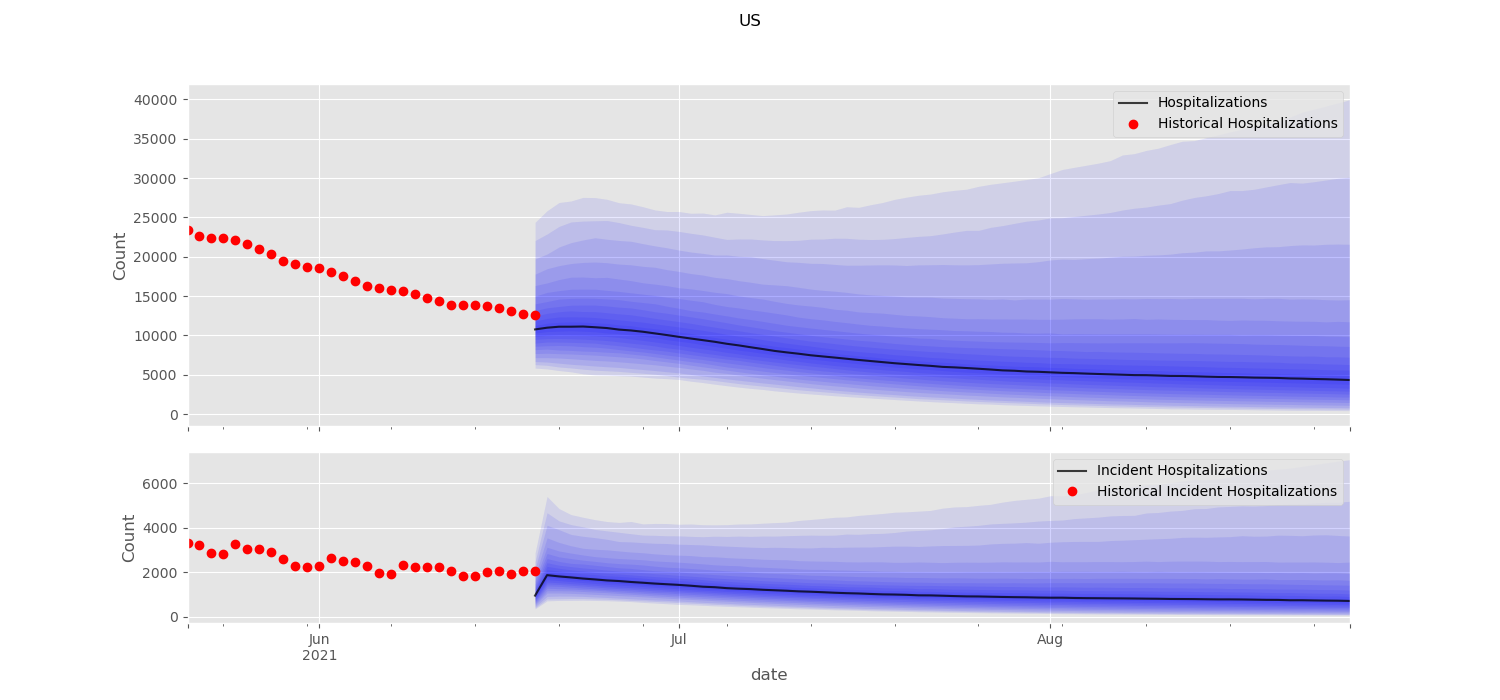 US
40000
35000
30000
25000
20000
15000
10000
5000
0
Count
Hospitalizations
Historical Hospitalizations
6000
4000
2000
0
Count
Incident Hospitalizations
Historical Incident Hospitalizations
Jun
2021
Jul
Aug
date